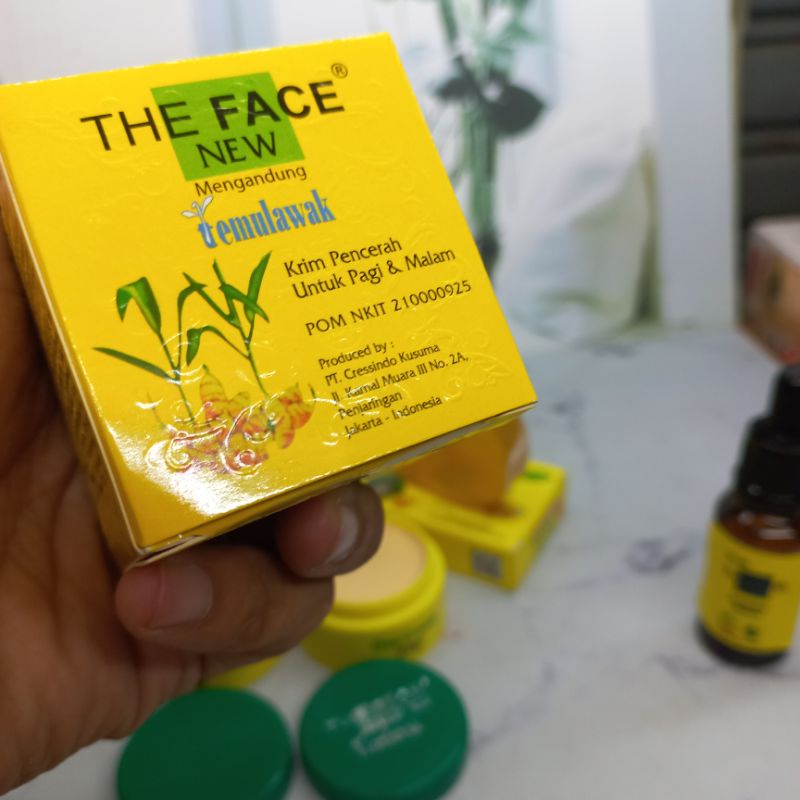 THE FACE®
NEW
Mengandung
temulawak
Krim Pencerah
Untuk Pagi & Malam
POM NKIT 210000925
Produced by :
PT. Cressindo Kusuma
Jl. Kamal Muara III No. 2A,
Penjaringan
Jakarta - Indonesia